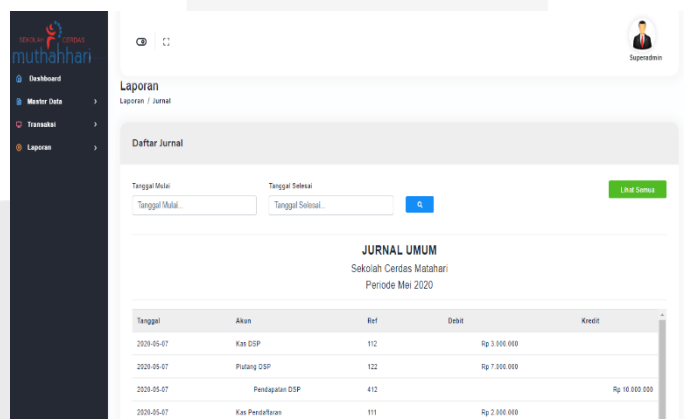 SEKOLAH CERDAS
muthahhari
Superadmin
Dashboard
Master Data
Transaksi
Laporan
Laporan
Laporan / Jurnal
Daftar Jurnal
Tanggal Mulai Tanggal Selesai
Tanggal Mulai... Tanggal Selesai... Lihat Semua
JURNAL UMUM
Sekolah Cerdas Matahari
Periode Mei 2020
Tanggal Akun Ref Debit Kredit
2020-05-07 Kas DSP 112 Rp 3.000.000
2020-05-07 Piutang DSP 122 Rp 7.000.000
2020-05-07 Pendapatan DSP 412 Rp 10.000.000
2020-05-07 Kas Pendaftaran 111 Rp 2.000.000